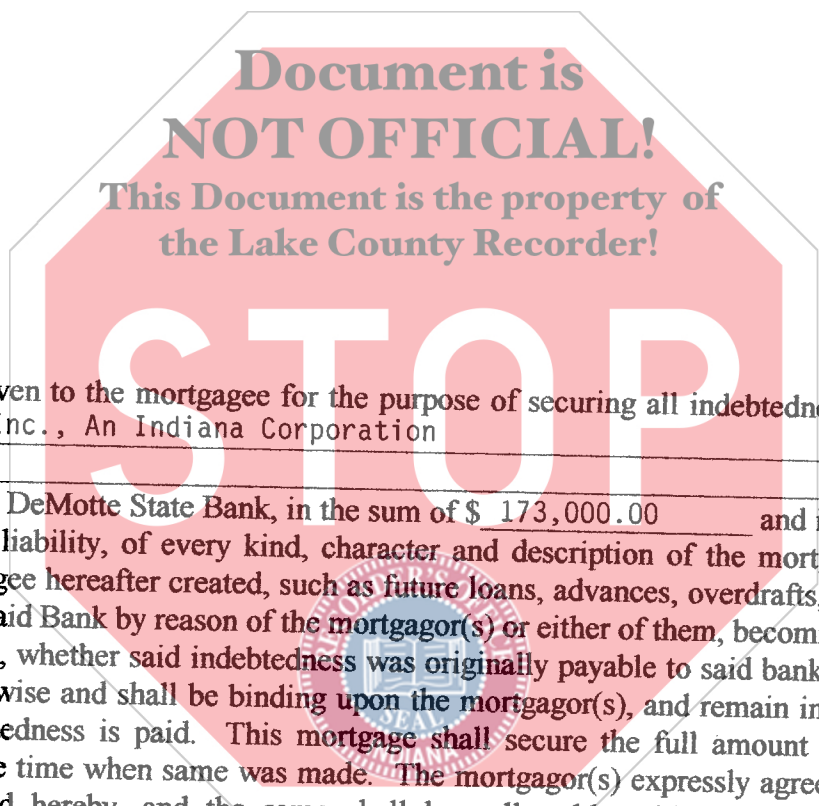 Document is
NOT OFFICIAL!
This Document is the property of
the Lake County Recorder!
STOP
ven to the mortgagee for the purpose of securing all indebtedn
nc., An Indiana Corporation
DeMotte State Bank, in the sum of $ 173,000.00 and i
liability, of every kind, character and description of the mort
gee hereafter created, such as future loans, advances, overdrafts,
aid Bank by reason of the mortgagor(s) or either of them, becom
, whether said indebtedness was originally payable to said bank
wise and shall be binding upon the mortgagor(s), and remain in
edness is paid. This mortgage shall secure the full amount
e time when same was made. The mortgagor(s) expressly agree
SEAL
INDIANA